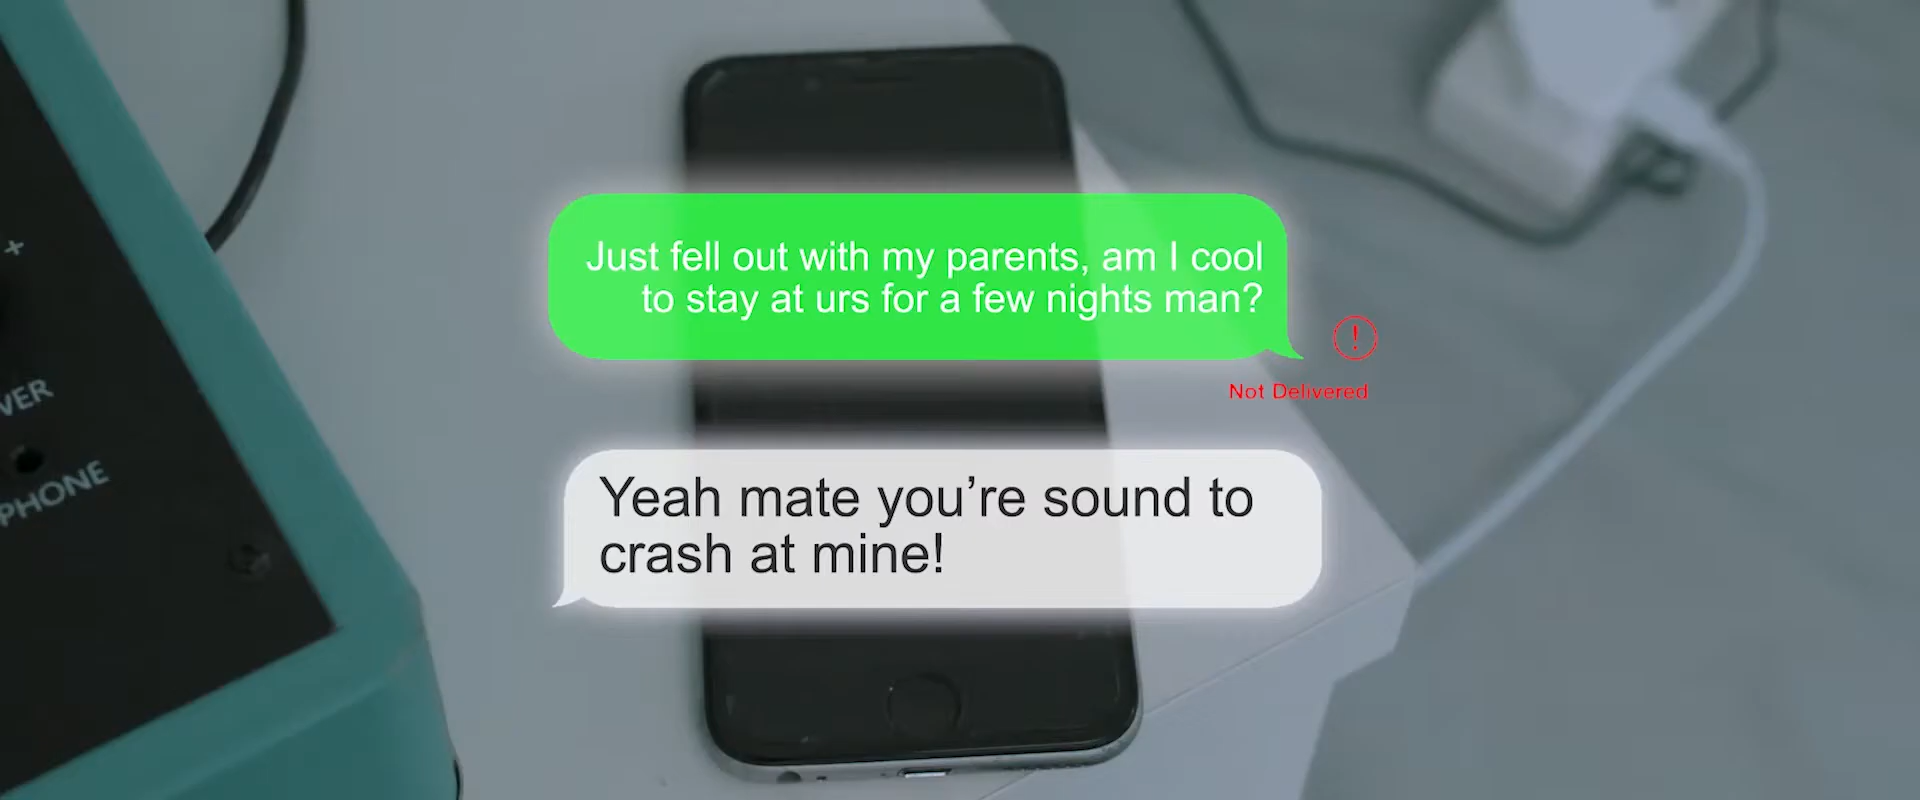 Just fell out with my parents, am I cool
to stay at urs for a few nights man?
!
Not Delivered
Yeah mate you’re sound to
crash at mine!
+
VER
PHONE